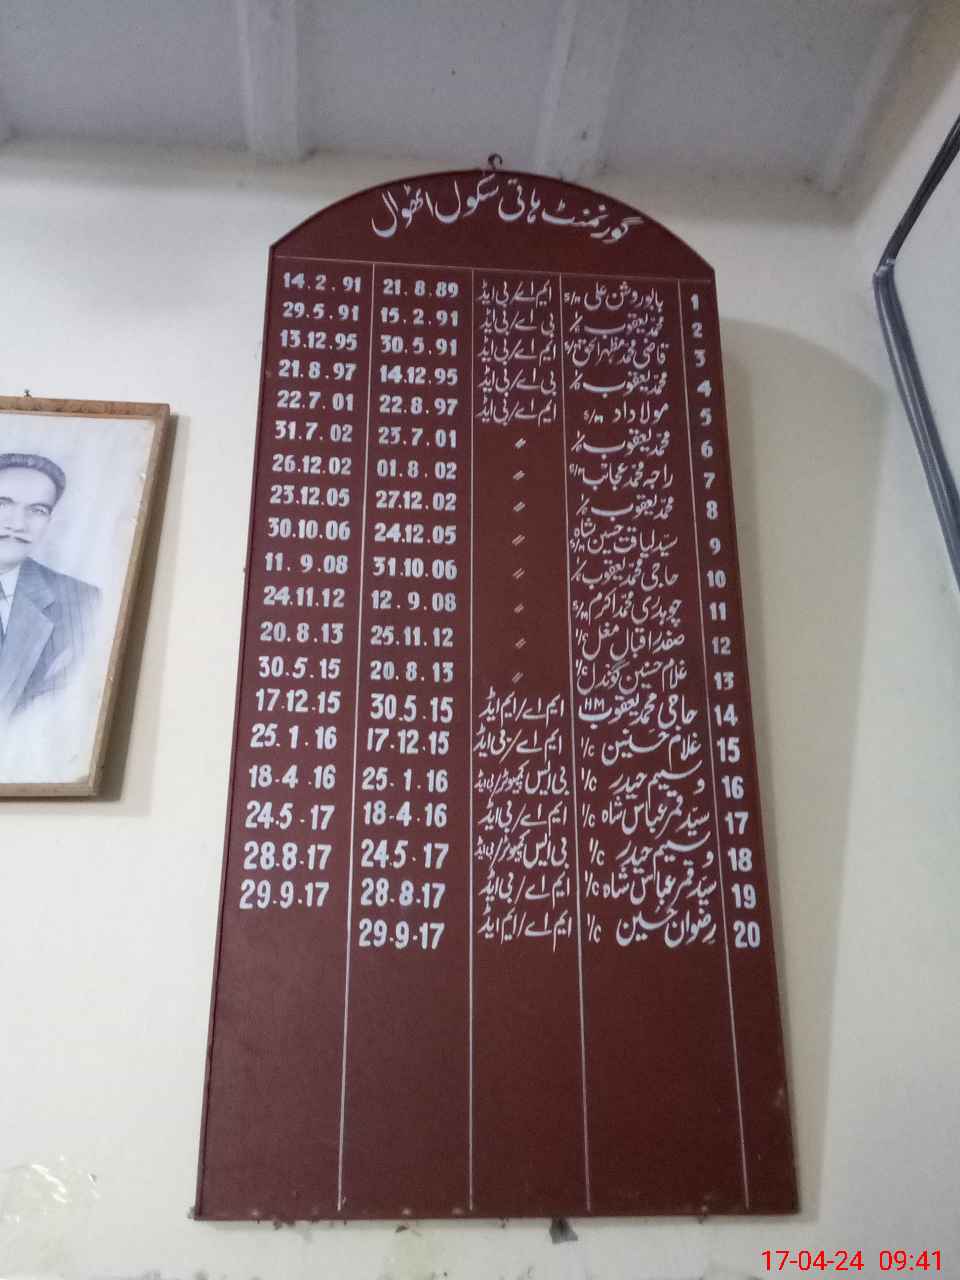 گورنمنٹ ہائی سکول اٹھوال
1 بابو روشن علی S/M ایم اے/بی ایڈ 21.8.89 14.2.91
2 محمد یعقوب بی اے/بی ایڈ 15.2.91 29.5.91
3 قاضی محمد مظہر الحق S/M ایم اے/بی ایڈ 30.5.91 13.12.95
4 محمد یعقوب بی اے/بی ایڈ 14.12.95 21.8.97
5 مولا داد S/M ایم اے/بی ایڈ 22.8.97 22.7.01
6 محمد یعقوب 〃 23.7.01 31.7.02
7 راجہ محمد عجائب 〃 01.8.02 26.12.02
8 محمد یعقوب 〃 27.12.02 23.12.05
9 سید لیاقت حسین شاہ S/M 〃 24.12.05 30.10.06
10 حاجی محمد یعقوب 〃 31.10.06 11.9.08
11 چوہدری محمد اکرم S/M 〃 12.9.08 24.11.12
12 صفدر اقبال مغل I/C 〃 25.11.12 20.8.13
13 غلام حسنین گوندل I/C 〃 20.8.13 30.5.15
14 حاجی محمد یعقوب HM ایم اے/ایم ایڈ 30.5.15 17.12.15
15 غلام حسنین I/C ایم اے/بی ایڈ 17.12.15 25.1.16
16 وسیم حیدر I/C بی ایس کمپیوٹر/بی ایڈ 25.1.16 18-4.16
17 سید قمر عباس شاہ I/C ایم اے/بی ایڈ 18-4.16 24.5-17
18 وسیم حیدر I/C بی ایس کمپیوٹر/بی ایڈ 24.5.17 28.8-17
19 سید قمر عباس شاہ I/C ایم اے/بی ایڈ 28.8.17 29.9.17
20 رضوان حسین I/C ایم اے/ایم ایڈ 29.9-17
17-04-24 09:41